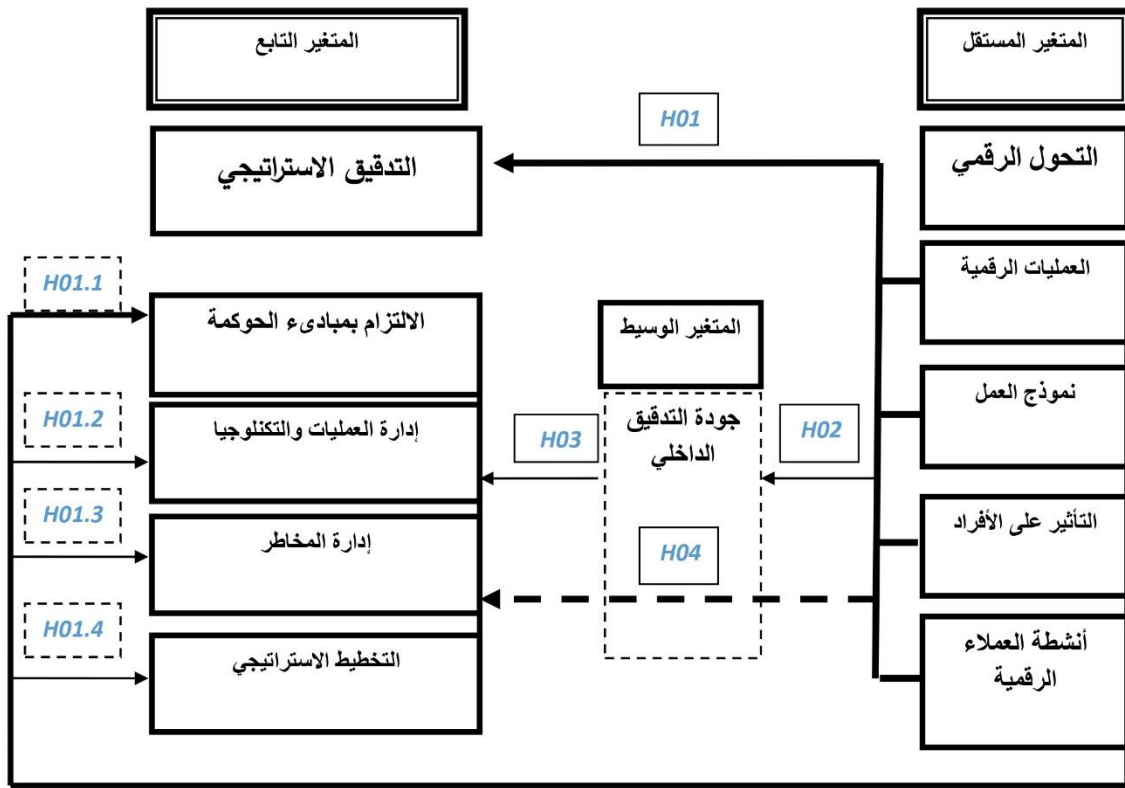 المتغير المستقل
المتغير التابع
التحول الرقمي
H01
التدقيق الاستراتيجي
العمليات الرقمية
H01.1
الالتزام بمبادىء الحوكمة
المتغير الوسيط
نموذج العمل
H01.2
إدارة العمليات والتكنلوجيا
جودة التدقيق
الداخلي
H02
H03
التأثير على الأفراد
H01.3
إدارة المخاطر
H04
أنشطة العملاء
الرقمية
H01.4
التخطيط الاستراتيجي